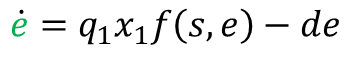 ė = q₁x₁f(s, e) − de